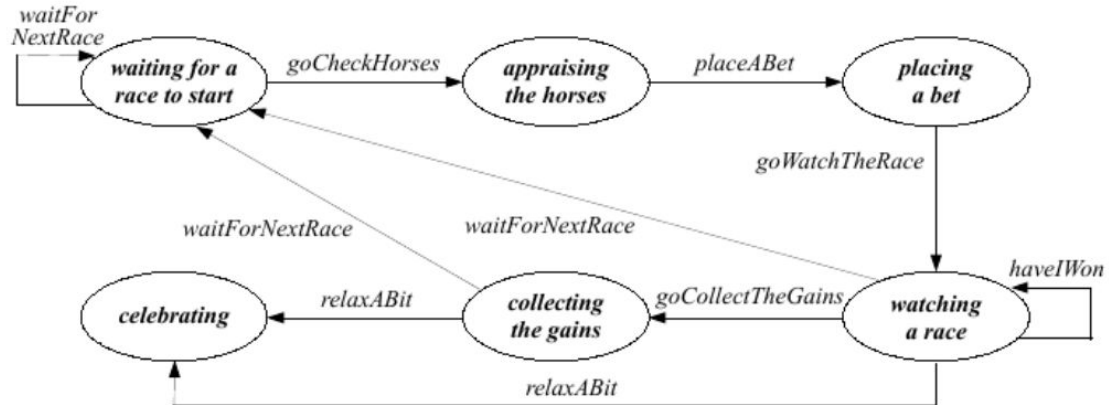 waitFor
NextRace
waiting for a
race to start
goCheckHorses
appraising
the horses
placeABet
placing
a bet
goWatchTheRace
waitForNextRace
waitForNextRace
haveIWon
celebrating
relaxABit
collecting
the gains
goCollectTheGains
watching
a race
relaxABit